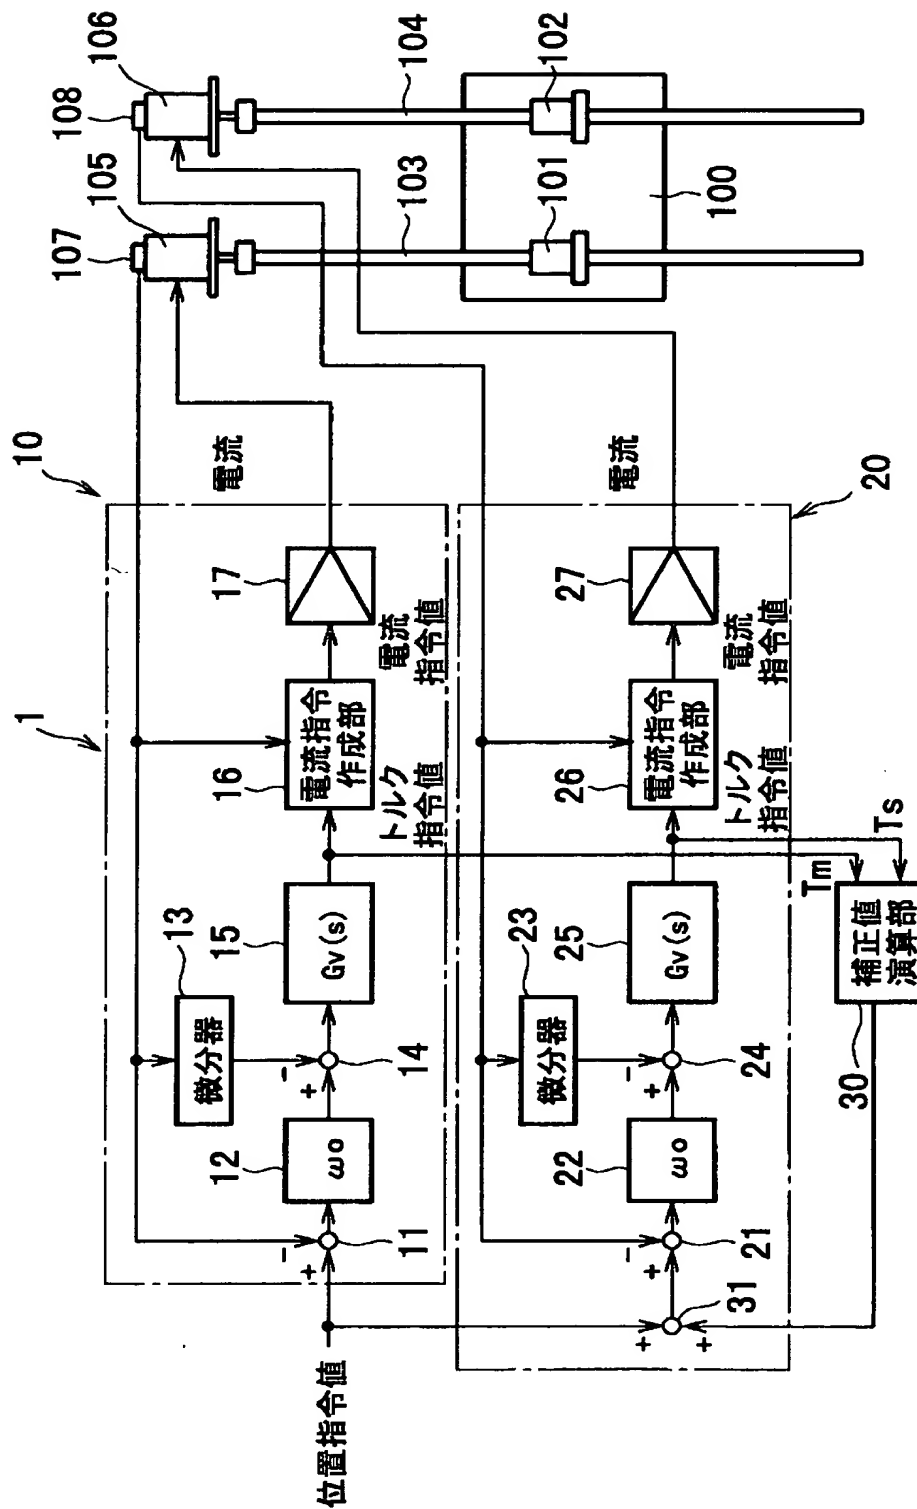 1
10
位置指令値
11
+
-
12
ωo
13
微分器
14
+
-
15
Gv(s)
トルク
指令値
16
電流指令
作成部
電流
指令値
17
電流
107
105
108
106
103
104
101
102
100
20
31
+
+
21
+
-
22
ωo
23
微分器
24
+
-
25
Gv(s)
トルク
指令値
26
電流指令
作成部
電流
指令値
27
電流
Tm
Ts
30
補正値
演算部